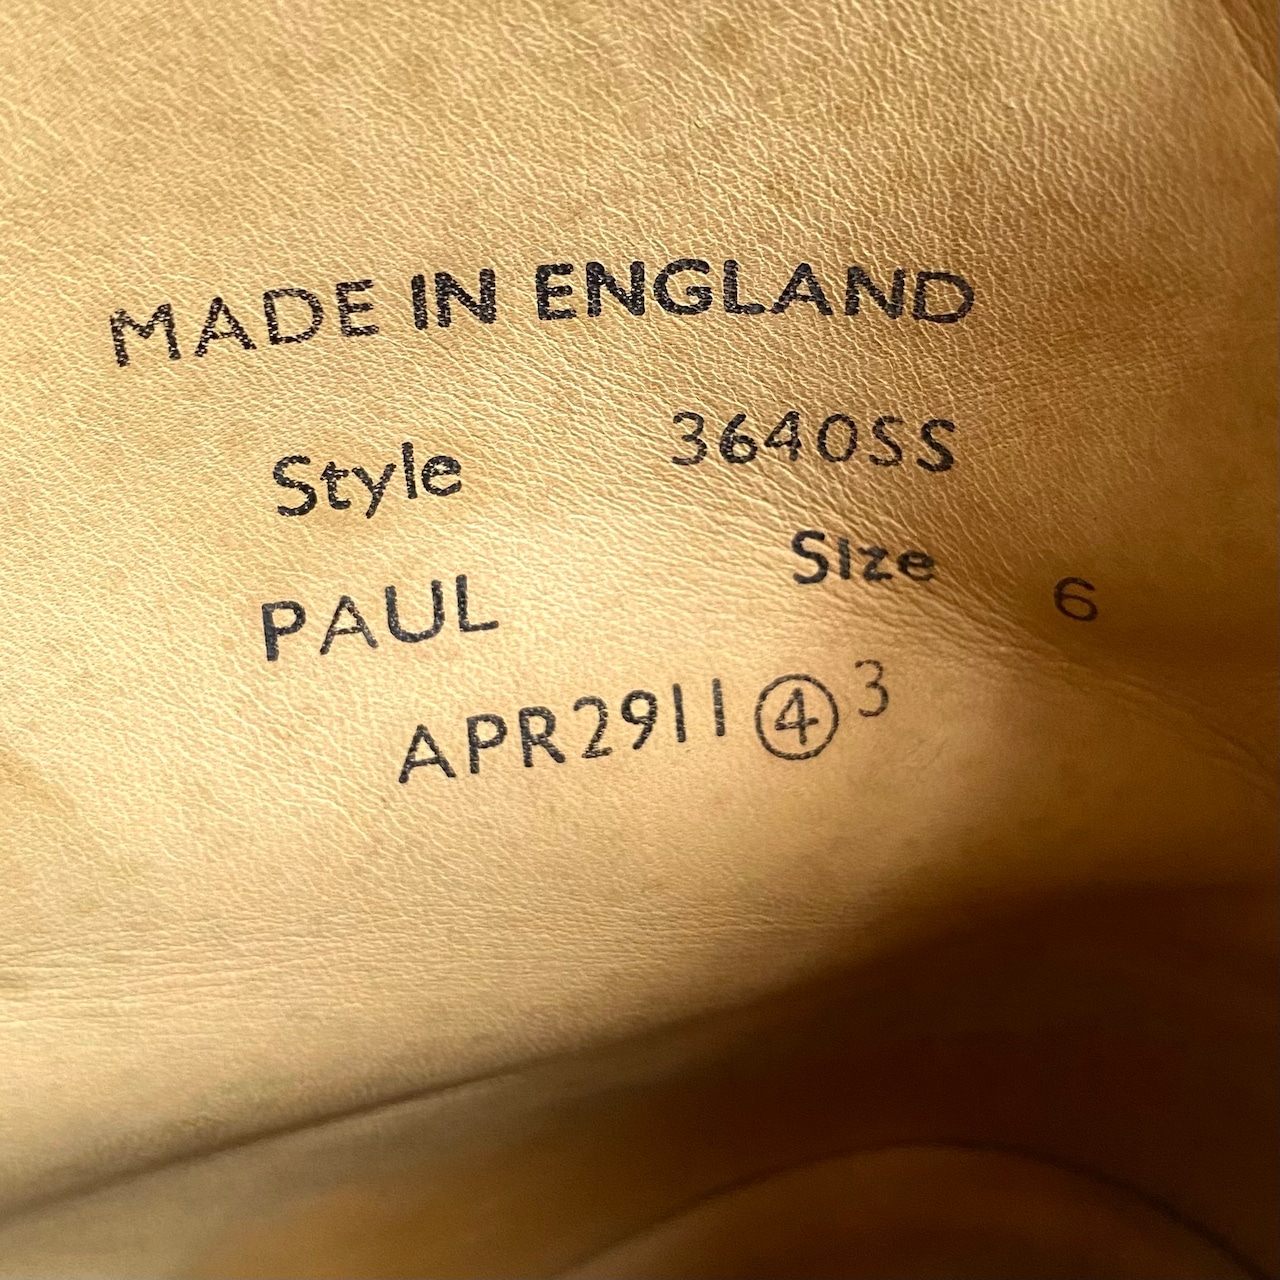 MADE IN ENGLAND
Style 3640SS
PAUL Size 6
APR2911 ④ 3